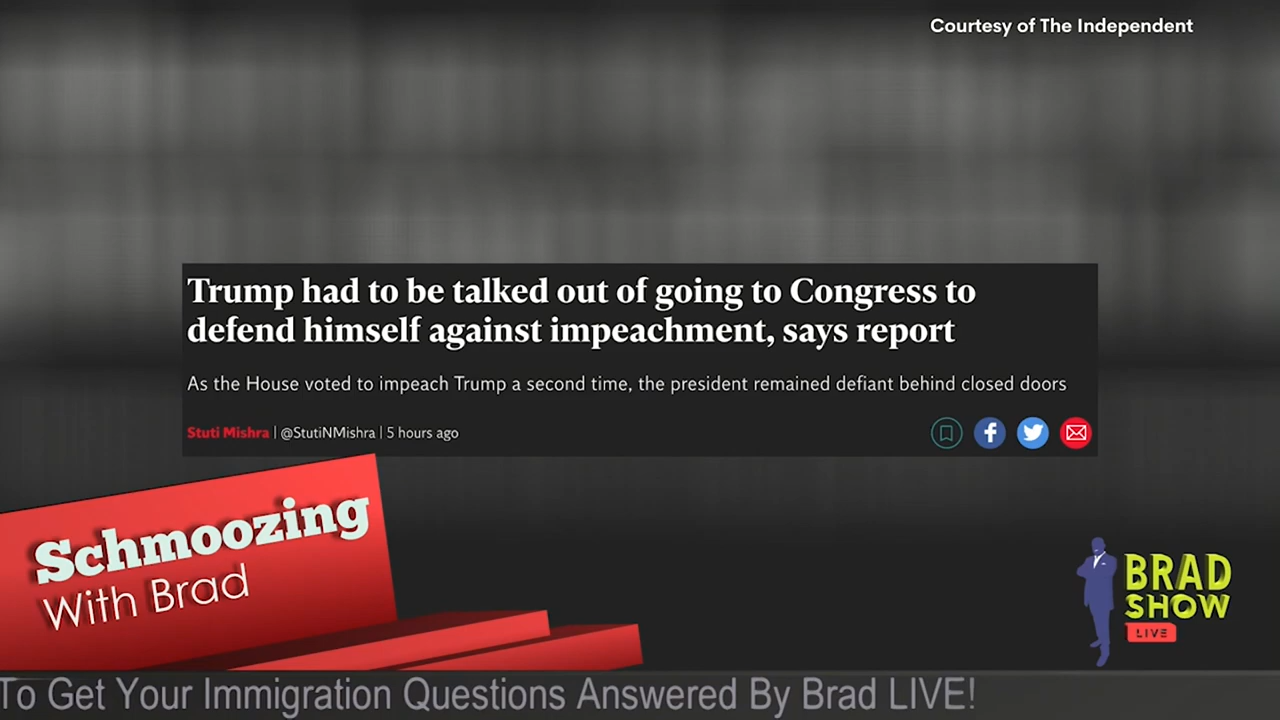 Courtesy of The Independent
Trump had to be talked out of going to Congress to
defend himself against impeachment, says report
As the House voted to impeach Trump a second time, the president remained defiant behind closed doors
Stuti Mishra | @StutiNMishra | 5 hours ago
Schmoozing
With Brad
BRAD
SHOW
LIVE
To Get Your Immigration Questions Answered By Brad LIVE!